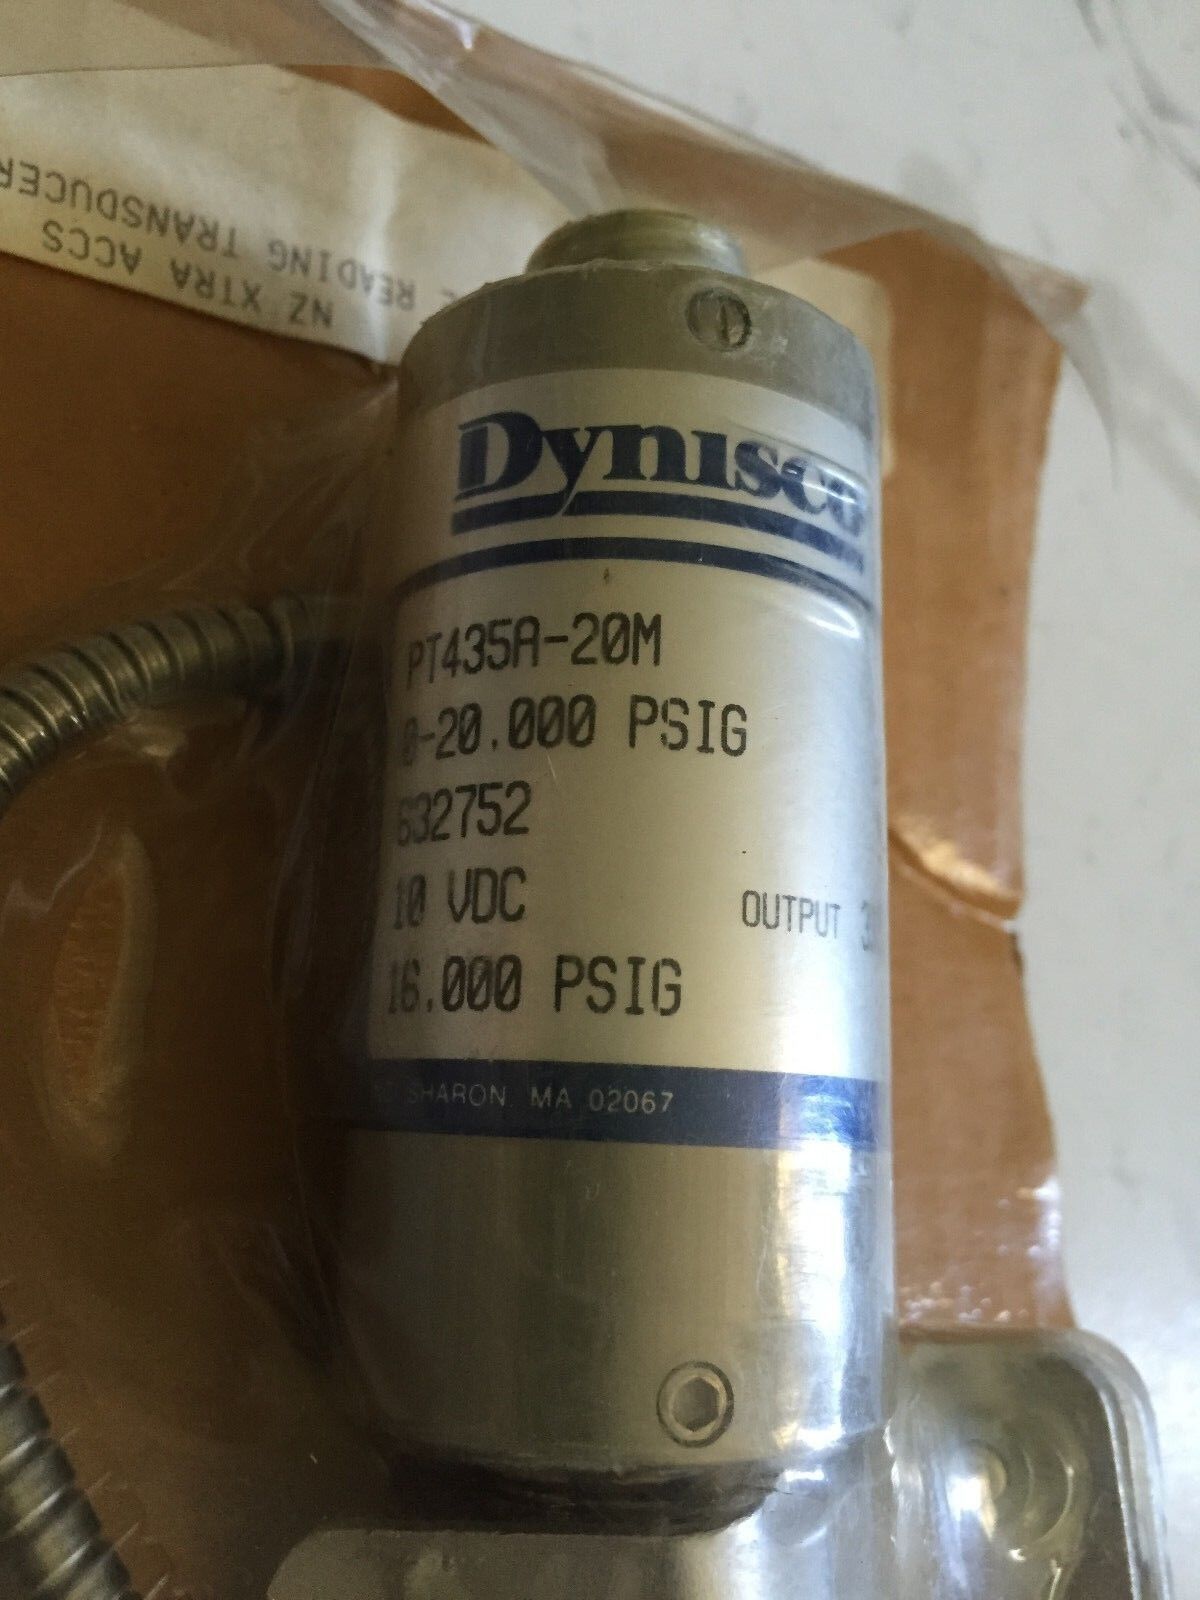 READING TRANSDUCER
NZ XTRA ACCS
Dynisco
PT435A-20M
0-20.000 PSIG
632752
10 VDC
OUTPUT
16.000 PSIG
SHARON. MA 02067